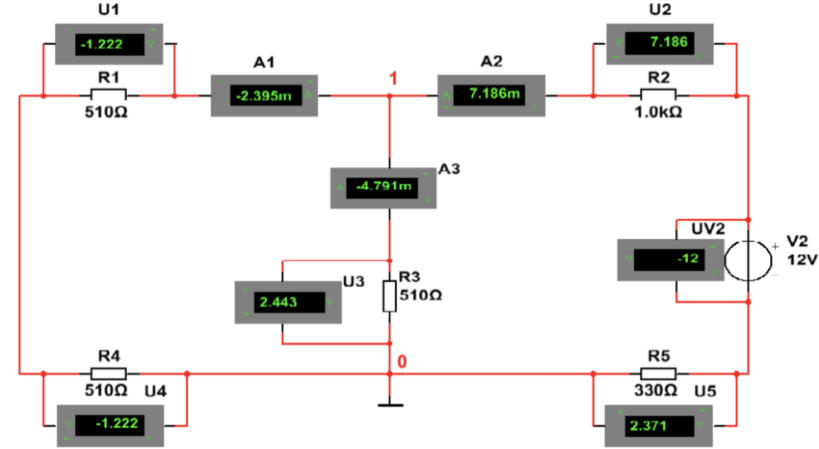 U1
U2
-1.222 V
V 7.186
R1
A1
A2
R2
-2.395m A
1
A 7.186m
510Ω
1.0kΩ
A3
A -4.791m
UV2
V2
V -12
12V
U3
R3
2.443 V
510Ω
R4
0
R5
510Ω
U4
330Ω
U5
V -1.222
2.371 V